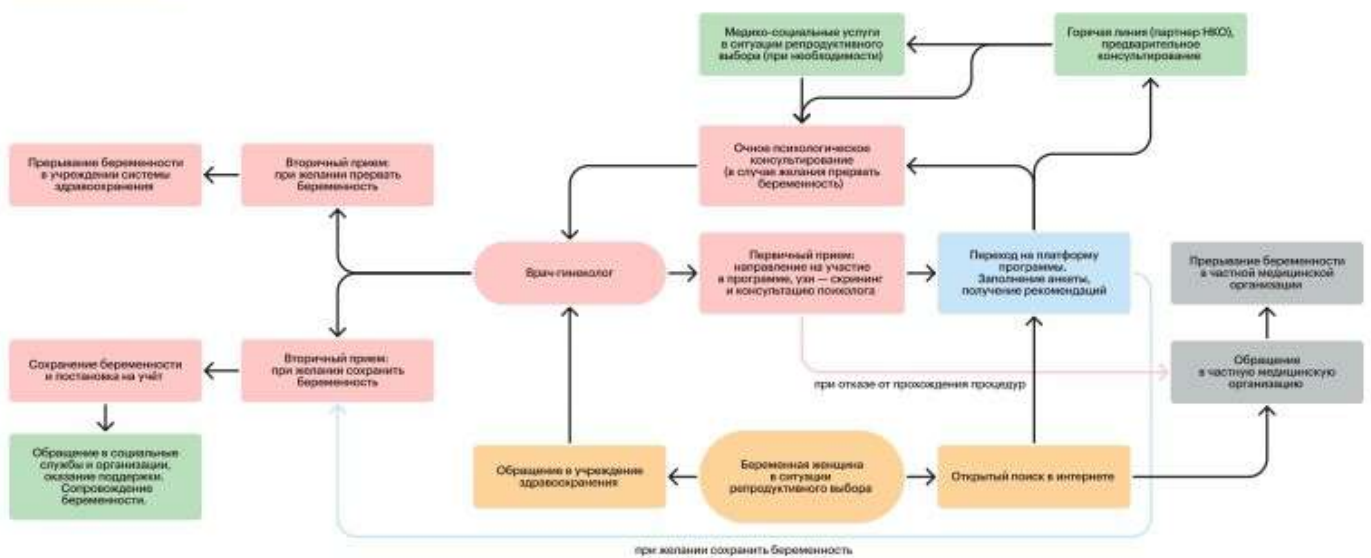 Медико-социальные услуги
в ситуации репродуктивного
выбора (при необходимости)
Горячая линия (партнер НКО),
предварительное
консультирование
Прерывание беременности
в учреждении системы
здравоохранения
Вторичный прием:
при желании прервать
беременность
Очное психологическое
консультирование
(в случае желания прервать
беременность)
Врач-гинеколог
Первичный прием:
направление на участие
в программе, узи — скрининг
и консультацию психолога
Переход на платформу
программы.
Заполнение анкеты,
получение рекомендаций
Прерывание беременности
в частной медицинской
организации
Сохранение беременности
и постановка на учёт
Вторичный прием:
при желании сохранить
беременность
при отказе от прохождения процедур
Обращение
в частную медицинскую
организацию
Обращение в социальные
службы и организации,
оказание поддержки.
Сопровождение
беременности.
Обращение в учреждение
здравоохранения
Беременная женщина
в ситуации
репродуктивного выбора
Открытый поиск в интернете
при желании сохранить беременность